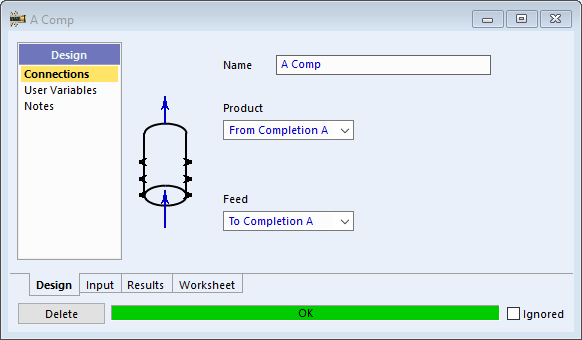 A Comp
Design
Connections
User Variables
Notes
Name A Comp
Product
From Completion A
Feed
To Completion A
Design Input Results Worksheet
Delete OK Ignored